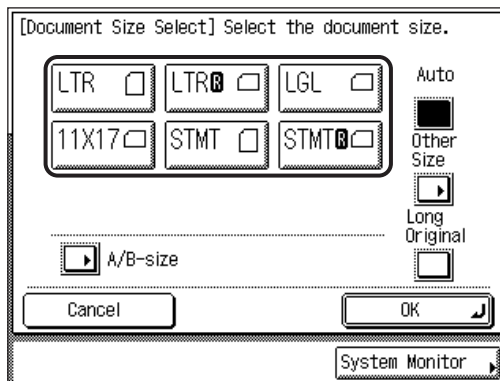 [Document Size Select] Select the document size.
LTR LTRR LGL Auto
11X17 STMT STMTR Other
Size
Long
Original
A/B-size
Cancel OK
System Monitor